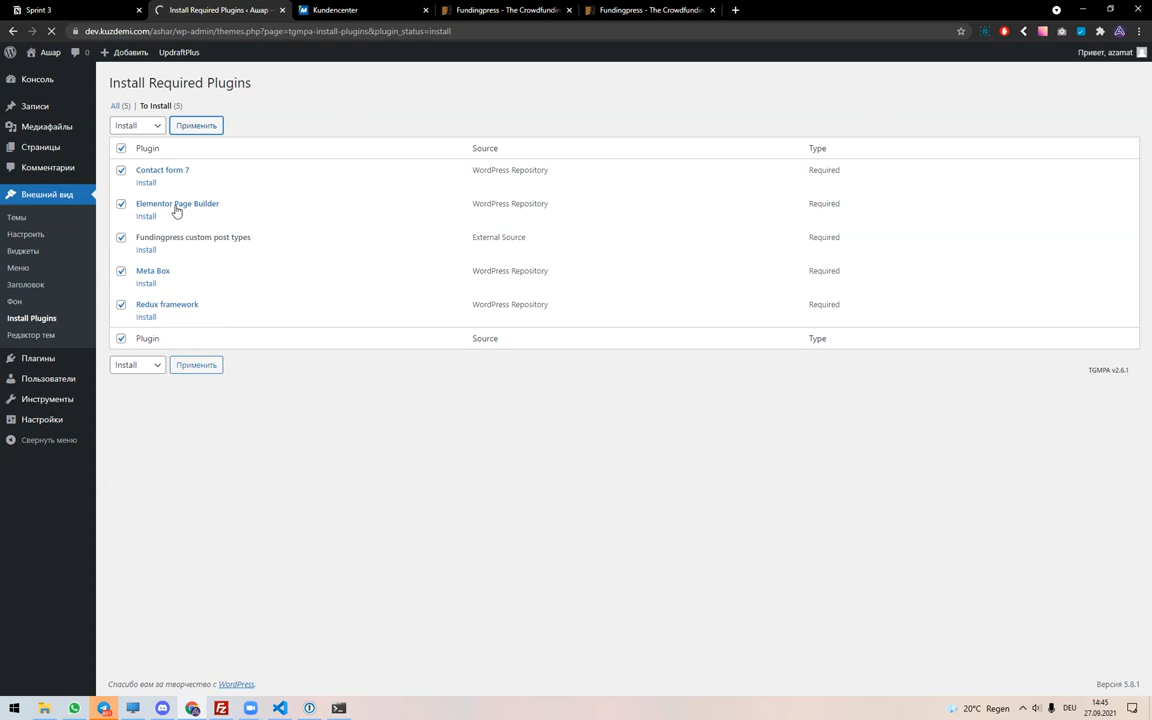 Sprint 3
Install Required Plugins ‹ Ашар —
Kundencenter
Fundingpress - The Crowdfundin
Fundingpress - The Crowdfundin
dev.kuzdemi.com/ashar/wp-admin/themes.php?page=tgmpa-install-plugins&plugin_status=install
Ашар
0
Добавить
UpdraftPlus
Привет, azamat
Консоль
Записи
Медиафайлы
Страницы
Комментарии
Внешний вид
Темы
Настроить
Виджеты
Меню
Заголовок
Фон
Install Plugins
Редактор тем
Плагины
Пользователи
Инструменты
Настройки
Свернуть меню
Install Required Plugins
All (5) | To Install (5)
Install
Применить
Plugin Source Type
Contact form 7 WordPress Repository Required
Install
Elementor Page Builder WordPress Repository Required
Install
Fundingpress custom post types External Source Required
Install
Meta Box WordPress Repository Required
Install
Redux framework WordPress Repository Required
Install
Plugin Source Type
Install
Применить
TGMPA v2.6.1
Спасибо вам за творчество с WordPress.
Версия 5.8.1
20°C Regen
DEU
14:45
27.09.2021